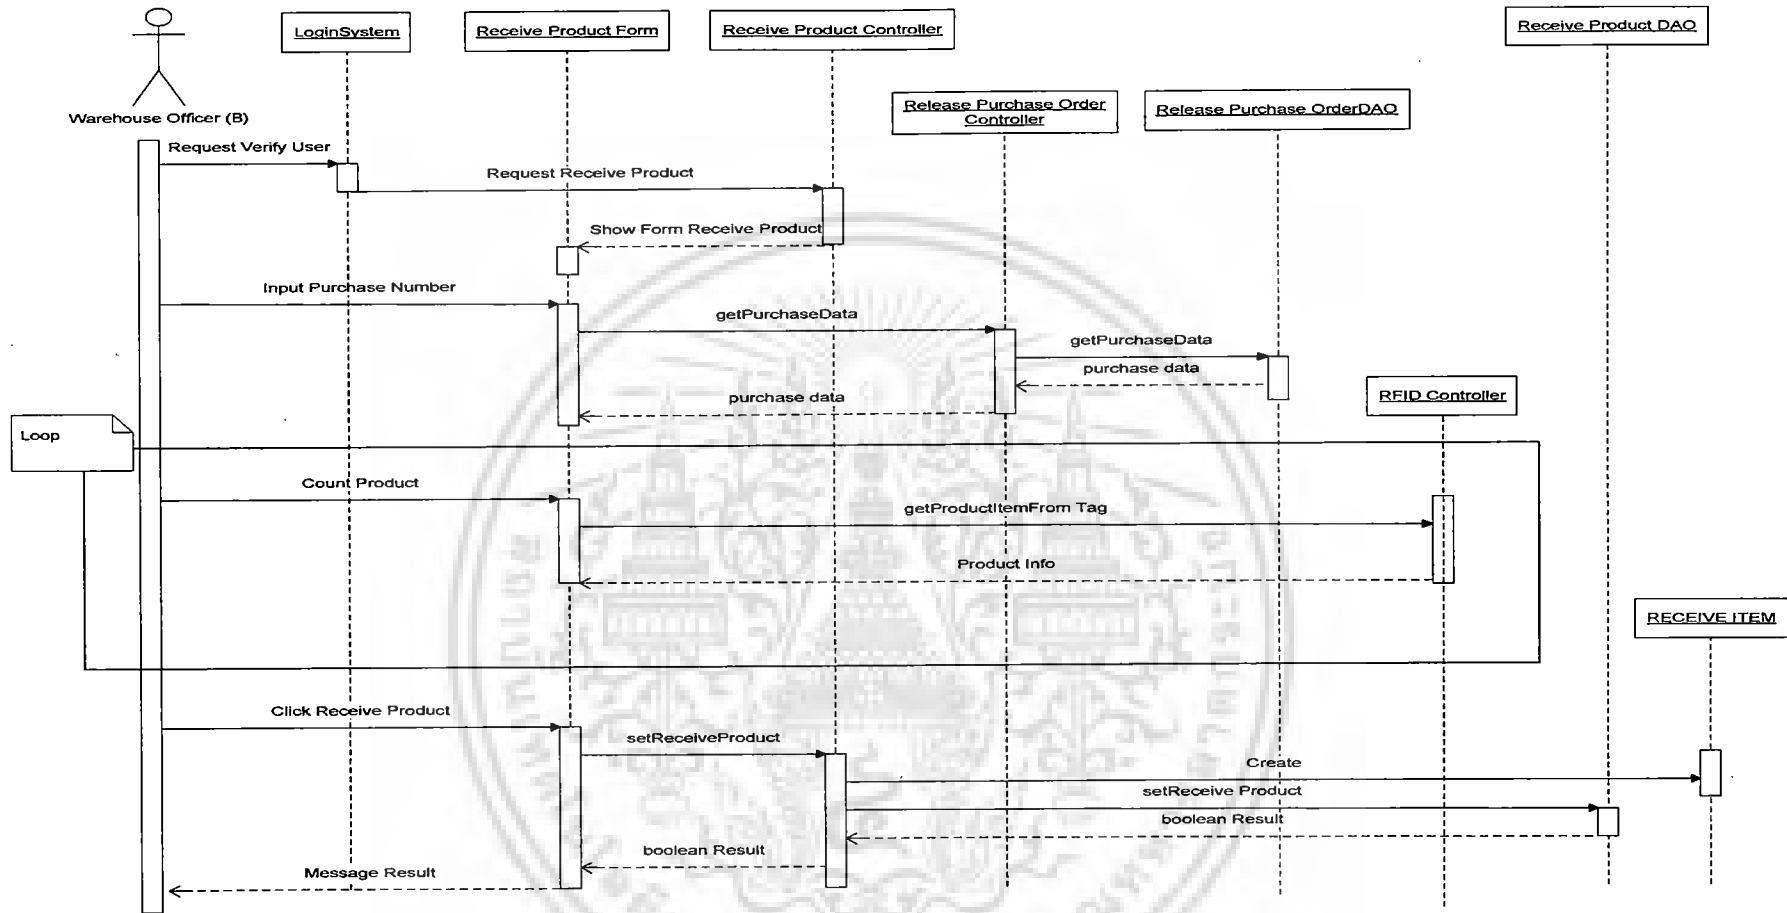 LoginSystem
Receive Product Form
Receive Product Controller
Receive Product DAO
Release Purchase Order
Controller
Release Purchase OrderDAO
Warehouse Officer (B)
Request Verify User
Request Receive Product
Show Form Receive Product
Input Purchase Number
getPurchaseData
getPurchaseData
purchase data
purchase data
RFID Controller
Loop
Count Product
getProductItemFrom Tag
Product Info
RECEIVE ITEM
Click Receive Product
setReceiveProduct
Create
setReceive Product
boolean Result
boolean Result
Message Result